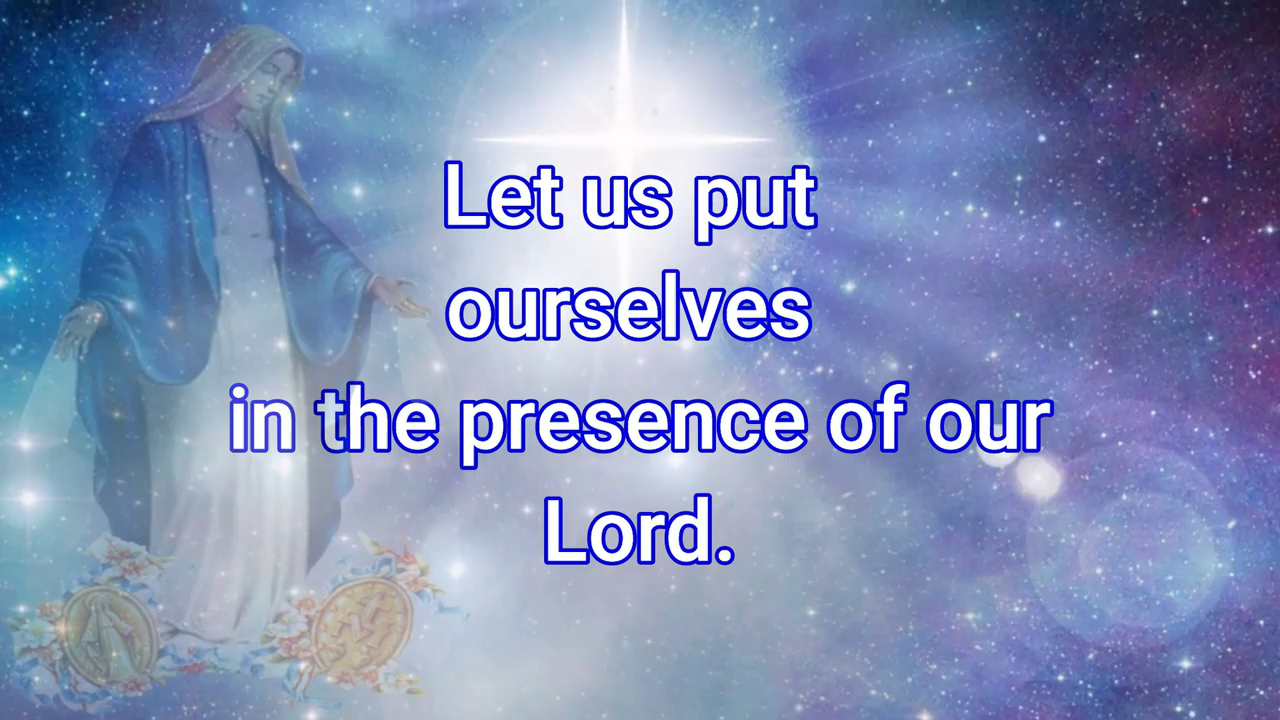 Let us put
ourselves
in the presence of our
Lord.